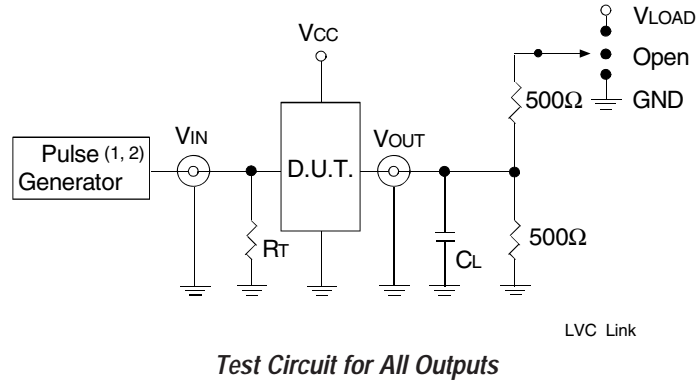 VLOAD
VCC
Open
500Ω
GND
VIN
VOUT
Pulse (1, 2)
Generator
D.U.T.
RT
CL
500Ω
LVC Link
Test Circuit for All Outputs